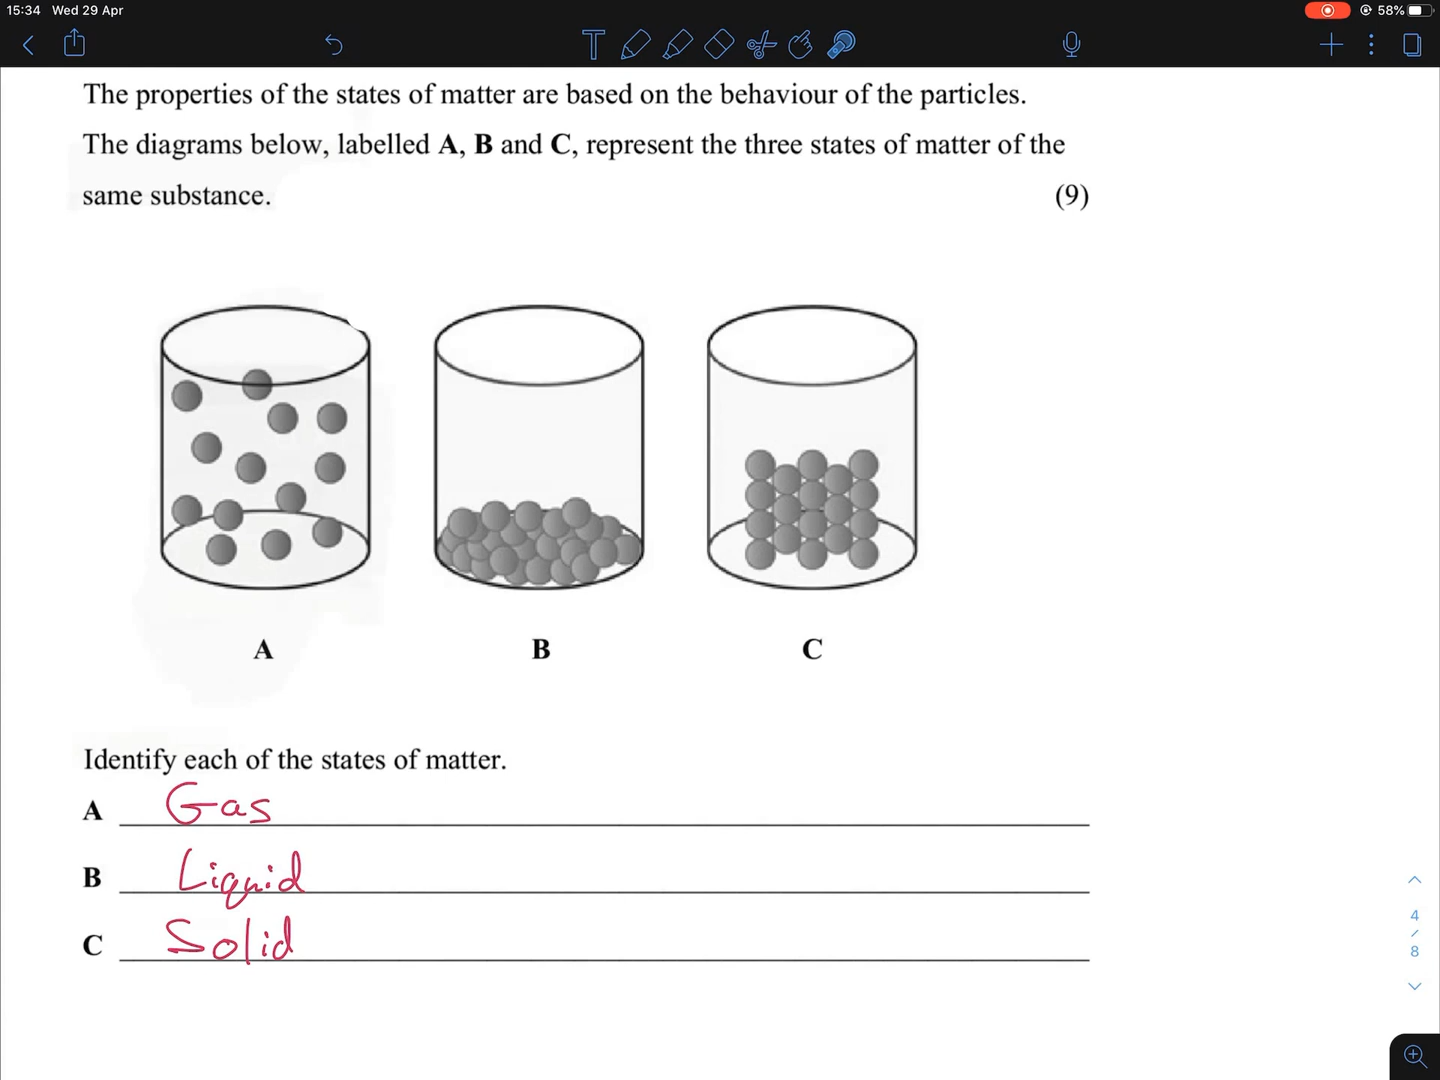 15:34 Wed 29 Apr
58%
The properties of the states of matter are based on the behaviour of the particles.
The diagrams below, labelled A, B and C, represent the three states of matter of the
same substance. (9)
A B C
Identify each of the states of matter.
A Gas
B Liquid
C Solid
4
/
8